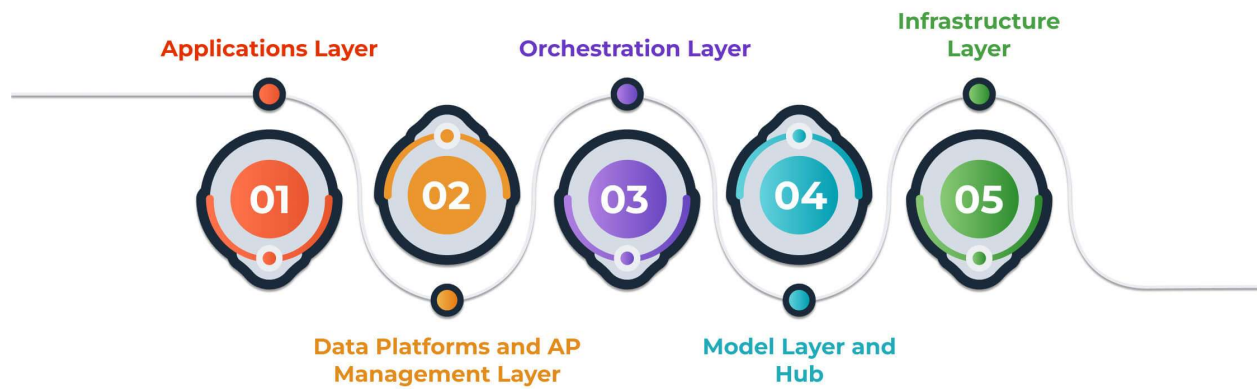 Applications Layer
Orchestration Layer
Infrastructure
Layer
01
02
03
04
05
Data Platforms and AP
Management Layer
Model Layer and
Hub